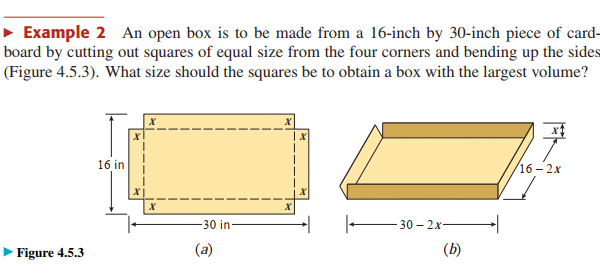 ▶ Example 2 An open box is to be made from a 16-inch by 30-inch piece of card-
board by cutting out squares of equal size from the four corners and bending up the sides
(Figure 4.5.3). What size should the squares be to obtain a box with the largest volume?
x x
x x x
16 in 16 – 2x
x x
x x
30 in 30 – 2x
▶ Figure 4.5.3 (a) (b)